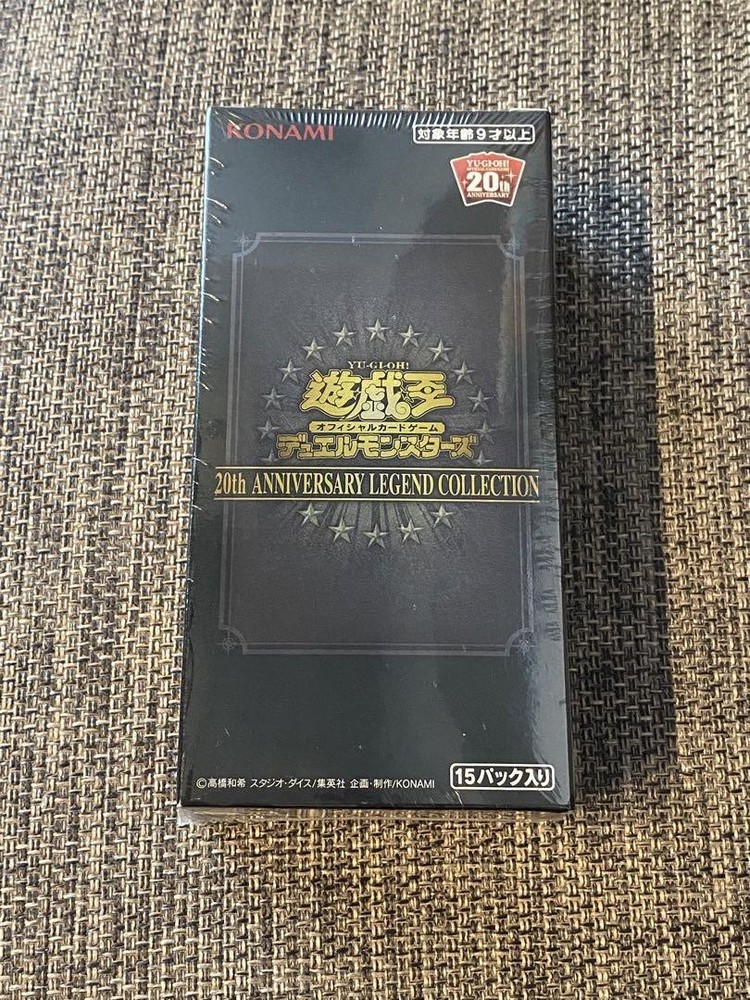 KONAMI
対象年齢9才以上
YU-GI-OH!
20th
ANNIVERSARY
YU-GI-OH!
遊戯王
オフィシャルカードゲーム
デュエルモンスターズ
20th ANNIVERSARY LEGEND COLLECTION
©高橋和希 スタジオ・ダイス/集英社 企画・制作/KONAMI
15パック入り